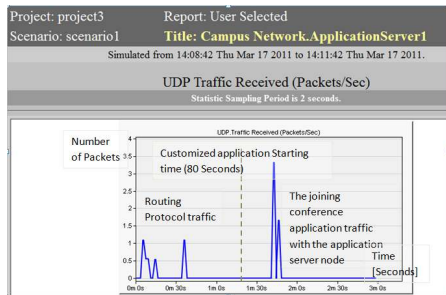 Project: project3 Report: User Selected
Scenario: scenario1 Title: Campus Network.ApplicationServer1
Simulated from 14:08:42 Thu Mar 17 2011 to 14:11:42 Thu Mar 17 2011.
UDP Traffic Received (Packets/Sec)
Statistic Sampling Period is 2 seconds.
UDP.Traffic Received (Packets/Sec)
Number
of Packets
Customized application Starting
time (80 Seconds)
Routing
Protocol traffic
The joining
conference
application traffic
with the application
server node
Time
[Seconds]
4
3.5
3
2.5
2
1.5
1
0.5
0
0m 0s 0m 30s 1m 0s 1m 30s 2m 0s 2m 30s 3m 0s